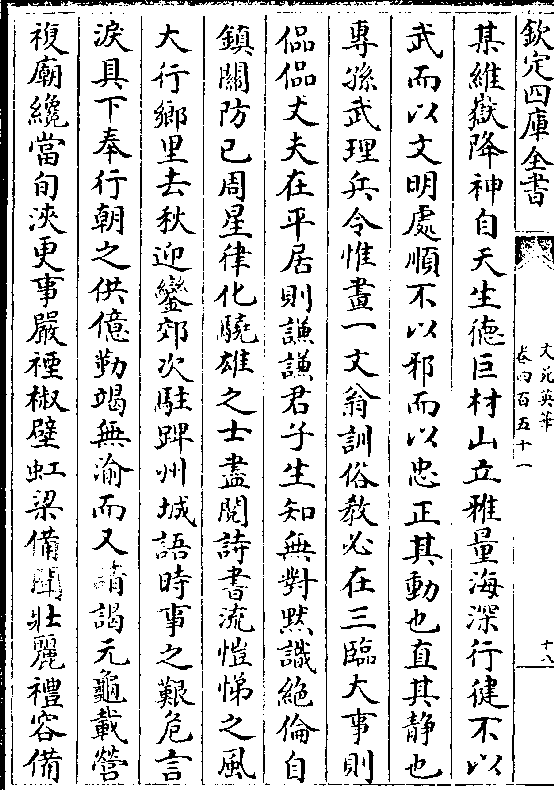 欽定四庫全書
文苑英華
卷四百五十一
十八
某維嶽降神自天生德巨材山立雅量海深行健不以
武而以文明處順不以邪而以忠正其動也直其静也
專孫武理兵令惟畫一文翁訓俗教必在三臨大事則
偘偘丈夫在平居則謙謙君子生知無對默識絶倫自
鎮關防已周星律化驍雄之士盡閱詩書流愷悌之風
大行鄉里去秋迎鑾郊次駐蹕州城語時事之艱危言
淚具下奉行朝之供億勤竭無渝而又請謁元龜載營
複廟纔當旬浹更事嚴禋椒壁虹梁備聞壯麗禮容備